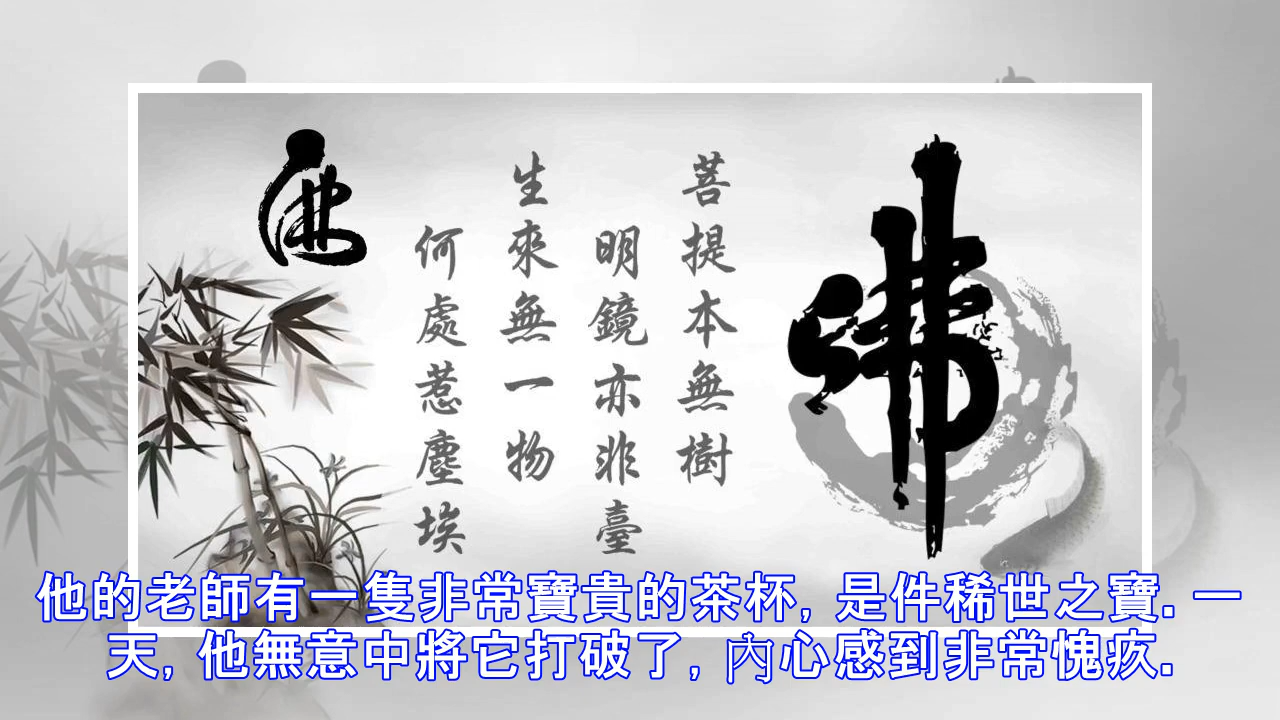 佛
菩提本無樹
明鏡亦非臺
生來無一物
何處惹塵埃
佛
他的老師有一隻非常寶貴的茶杯, 是件稀世之寶. 一
天, 他無意中將它打破了, 內心感到非常愧疚.